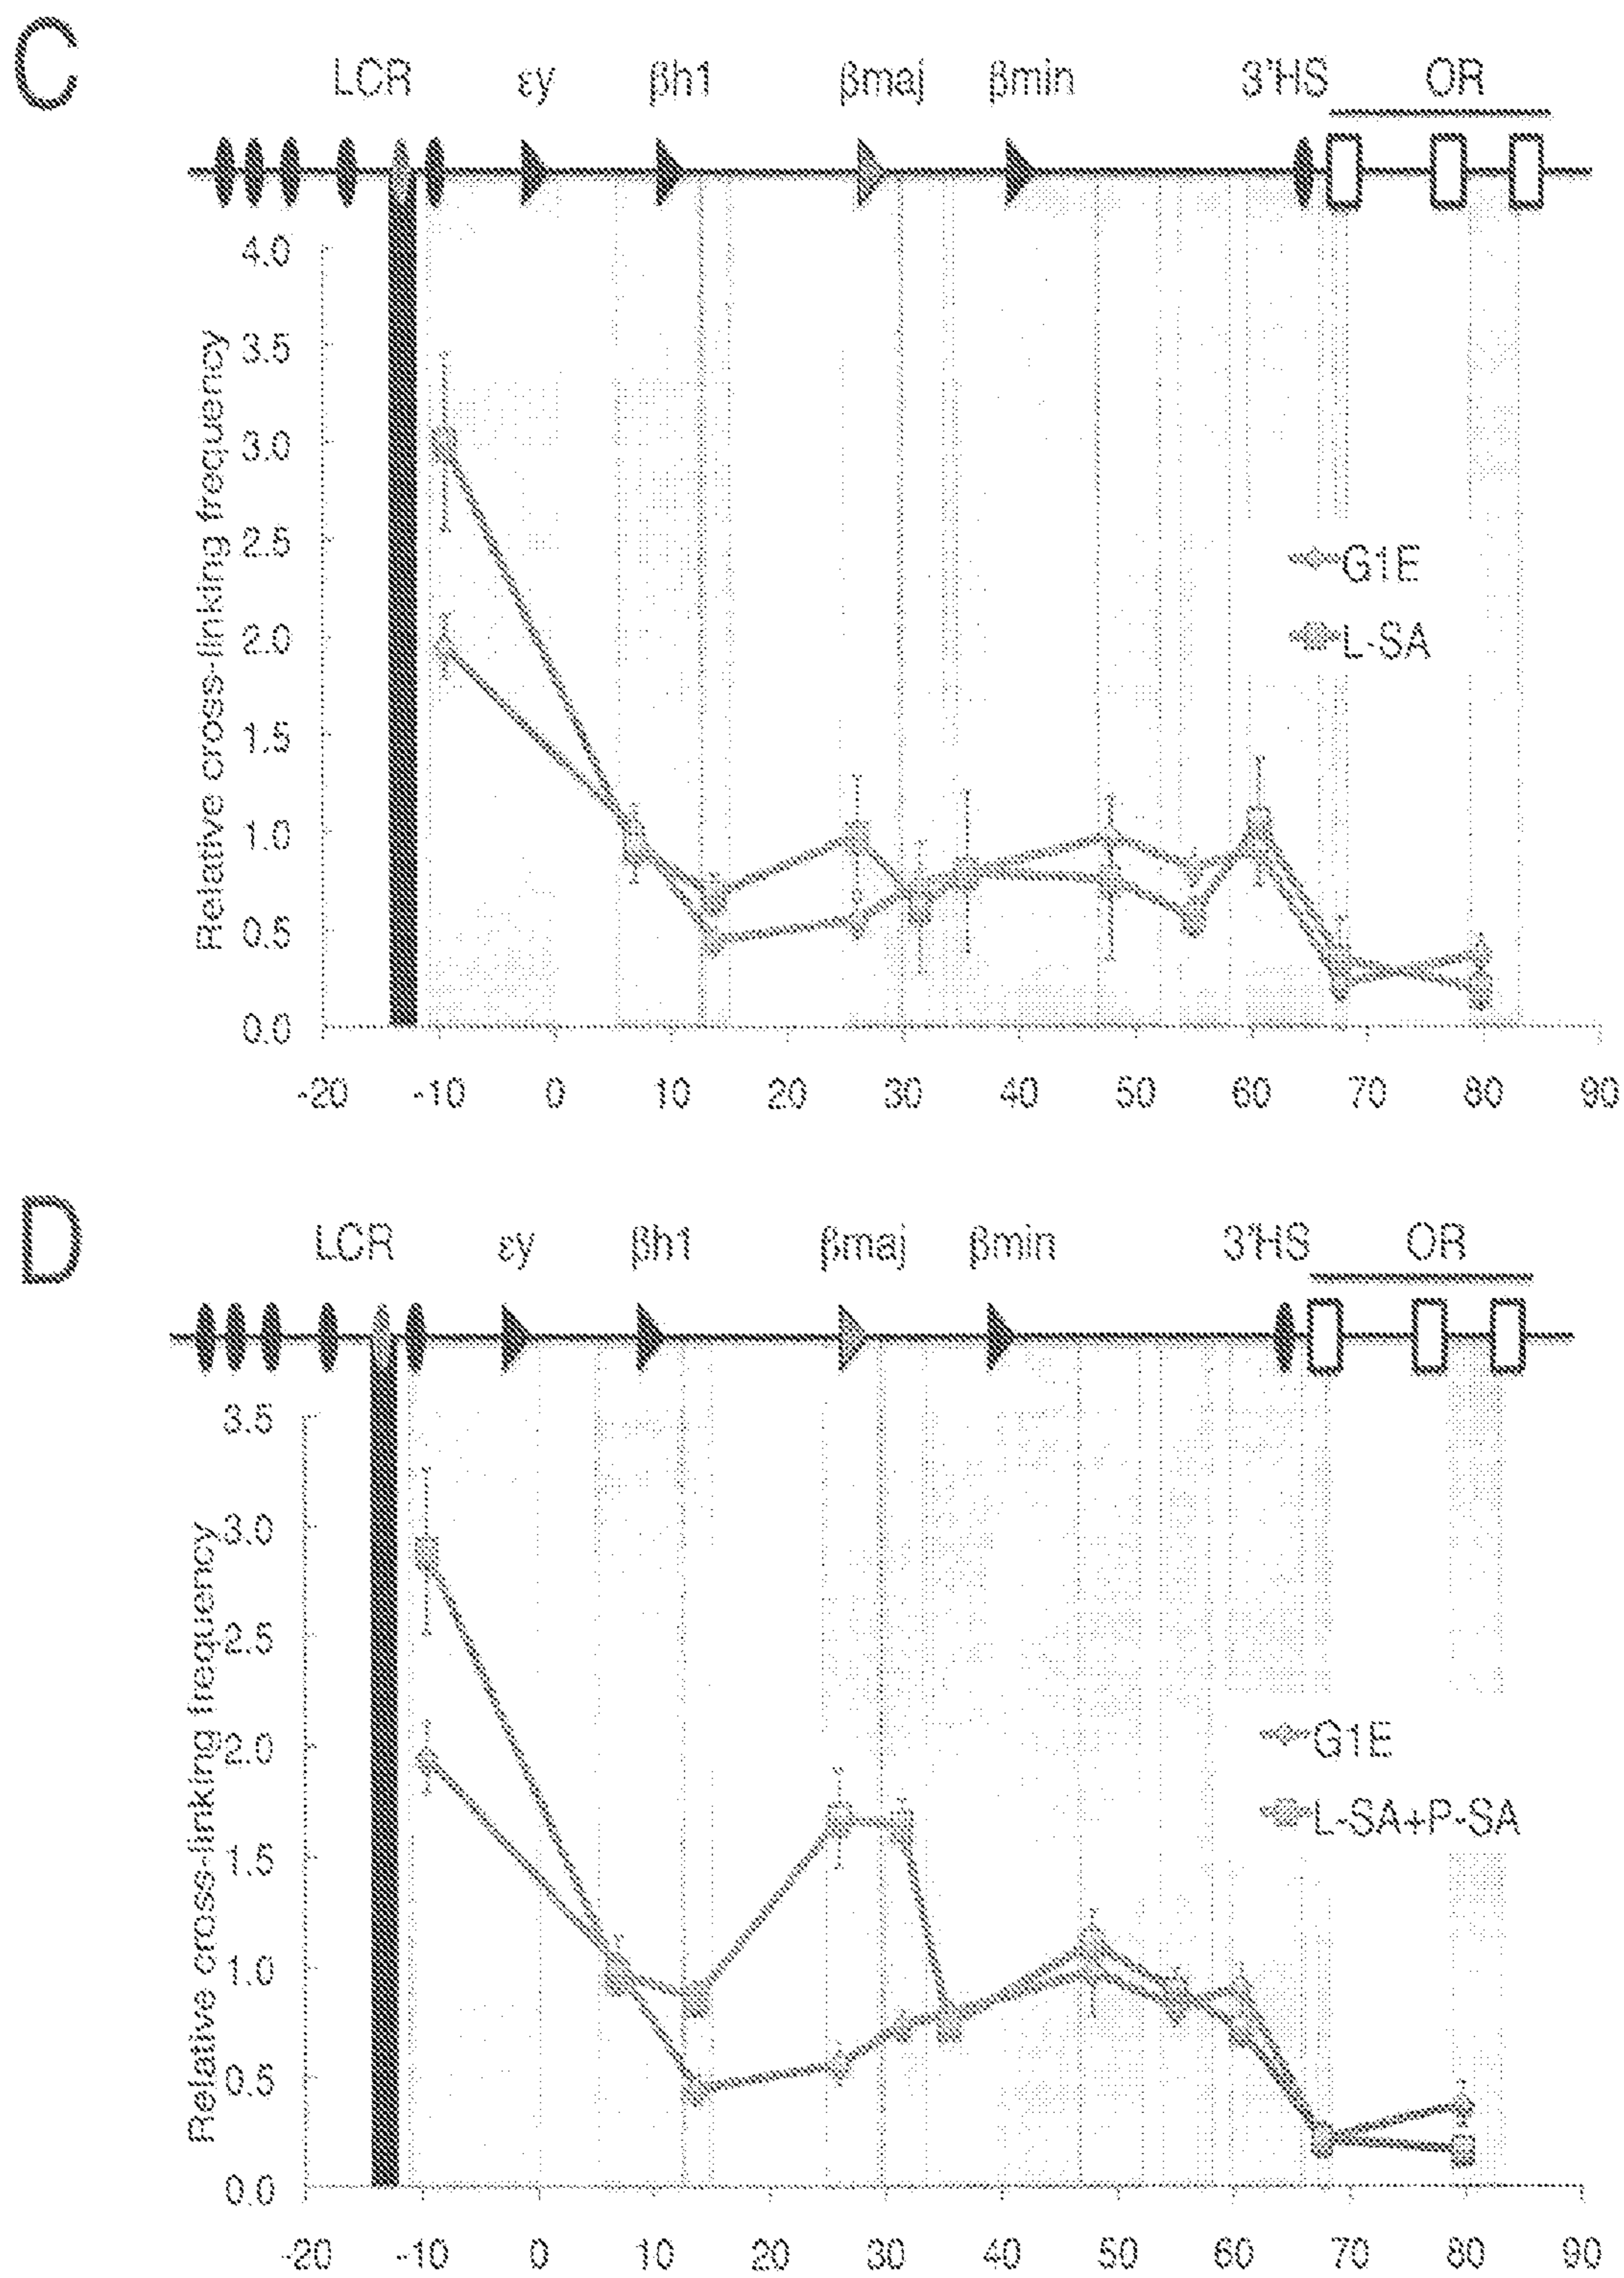 C
LCR εy βh1 βmaj βmin 3'HS OR
Relative cross-linking frequency
4.0
3.5
3.0
2.5
2.0
1.5
1.0
0.5
0.0
G1E
L-SA
-20 -10 0 10 20 30 40 50 60 70 80 90
D
LCR εy βh1 βmaj βmin 3'HS OR
Relative cross-linking frequency
3.5
3.0
2.5
2.0
1.5
1.0
0.5
0.0
G1E
L-SA+P-SA
-20 -10 0 10 20 30 40 50 60 70 80 90